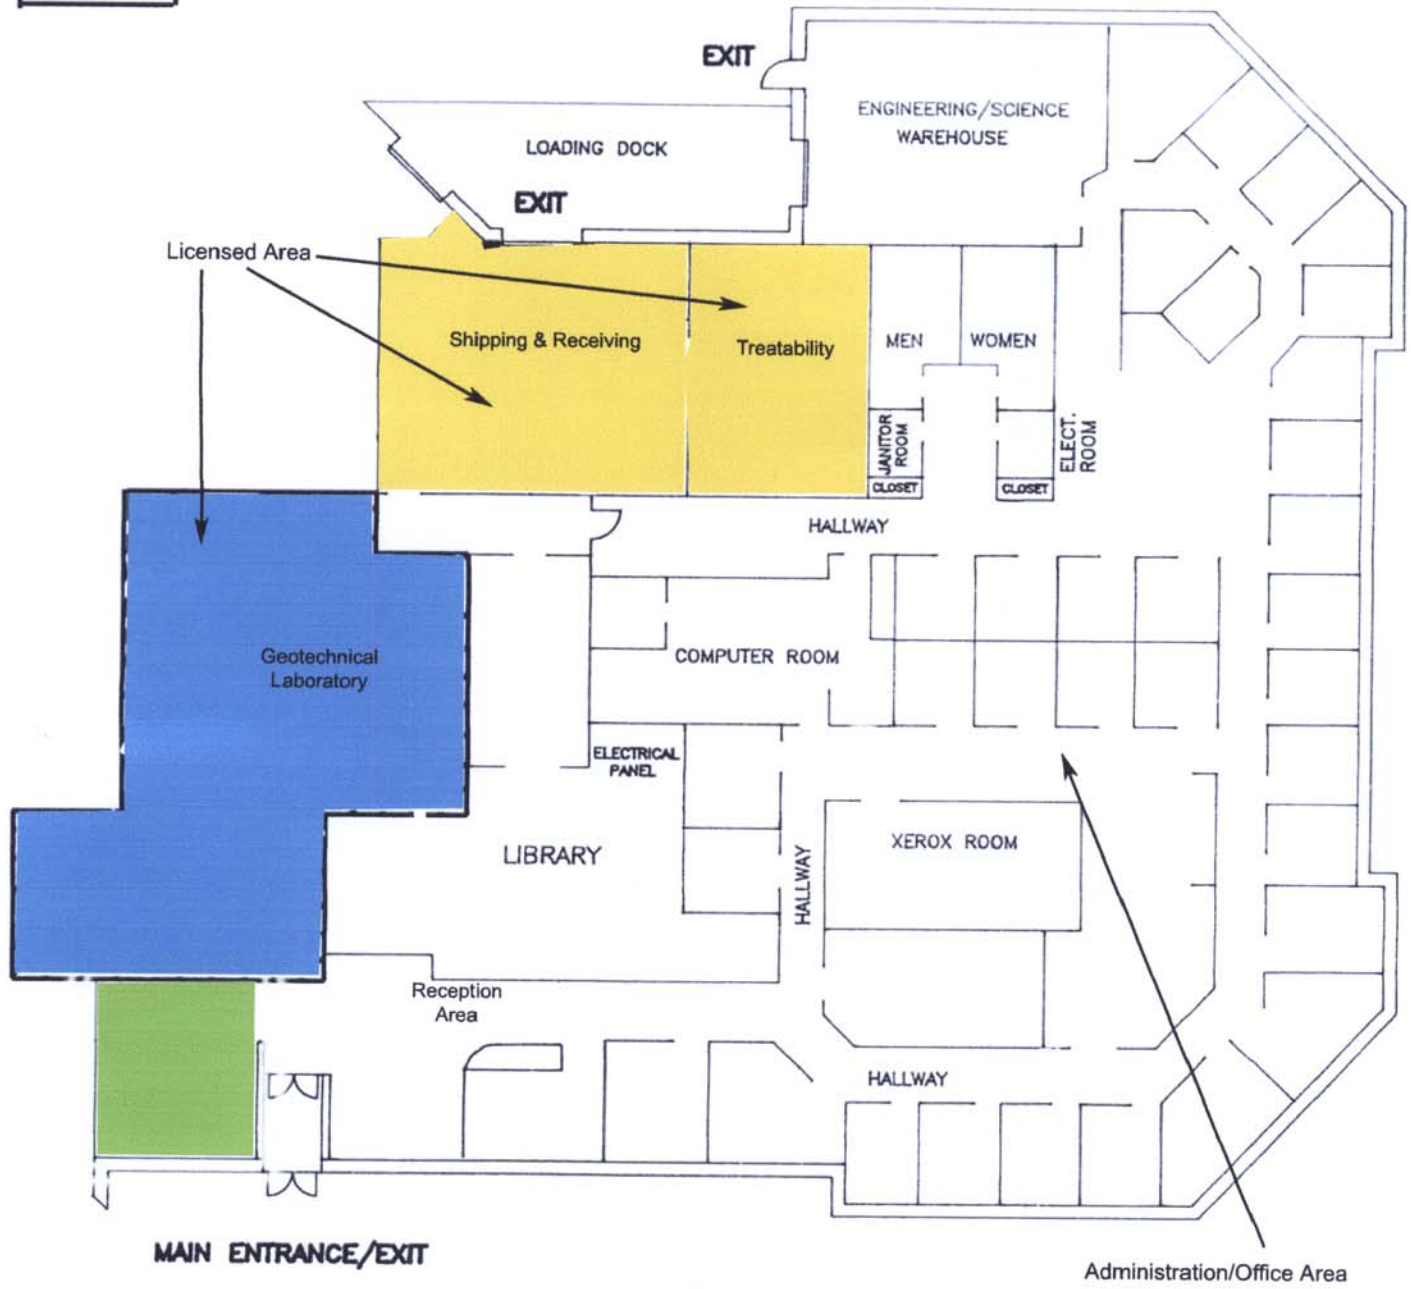 EXIT
ENGINEERING/SCIENCE
WAREHOUSE
LOADING DOCK
EXIT
Licensed Area
Shipping & Receiving
Treatability
MEN
WOMEN
JANITOR
ROOM
ELECT.
ROOM
CLOSET
CLOSET
HALLWAY
Geotechnical
Laboratory
COMPUTER ROOM
ELECTRICAL
PANEL
LIBRARY
HALLWAY
XEROX ROOM
Reception
Area
HALLWAY
MAIN ENTRANCE/EXIT
Administration/Office Area